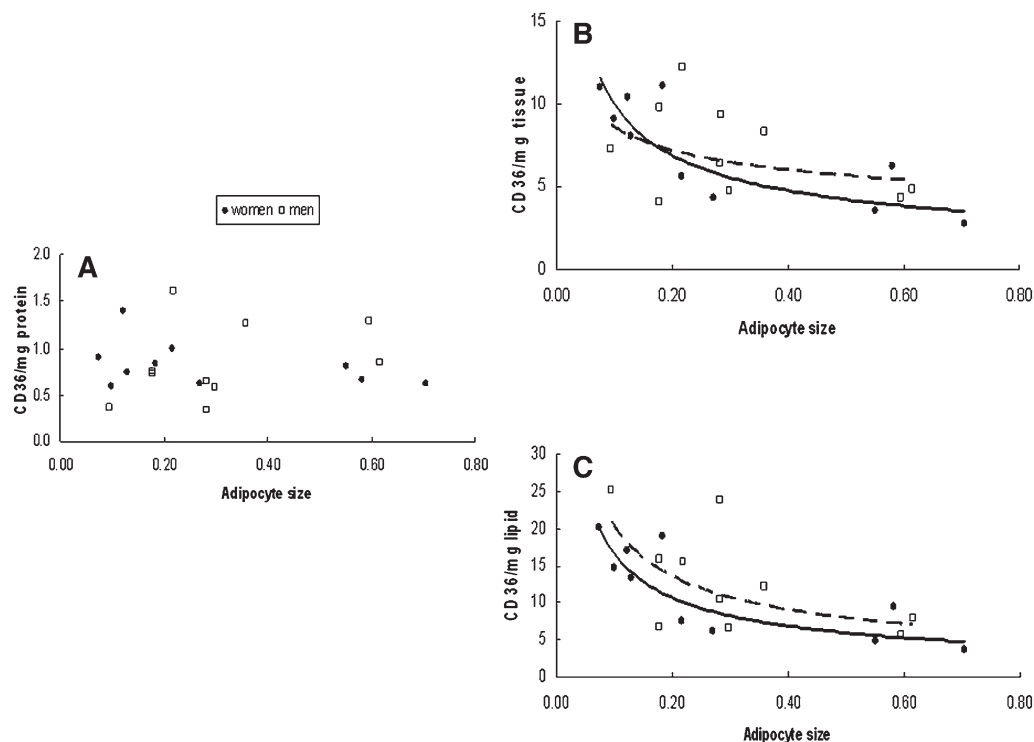 women men
A
2.0
1.5
1.0
0.5
0.0
CD36/mg protein
0.00 0.20 0.40 0.60 0.80
Adipocyte size
B
15
10
5
0
CD36/mg tissue
0.00 0.20 0.40 0.60 0.80
Adipocyte size
C
30
25
20
15
10
5
0
CD36/mg lipid
0.00 0.20 0.40 0.60 0.80
Adipocyte size